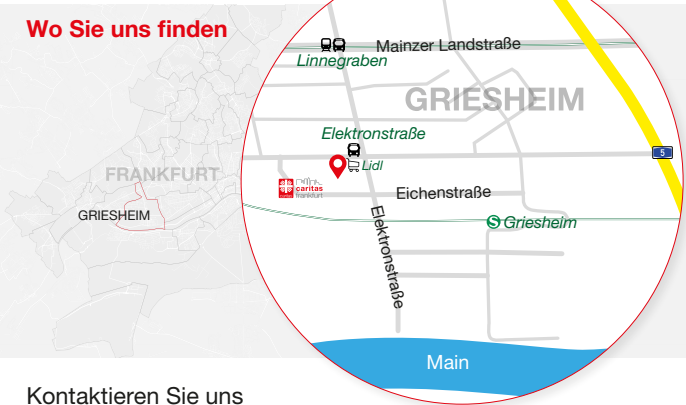 Wo Sie uns finden
Mainzer Landstraße
Linnegraben
GRIESHEIM
Elektronstraße
5
Lidl
FRANKFURT
caritas
frankfurt
Eichenstraße
GRIESHEIM
S Griesheim
Elektronstraße
Main
Kontaktieren Sie uns